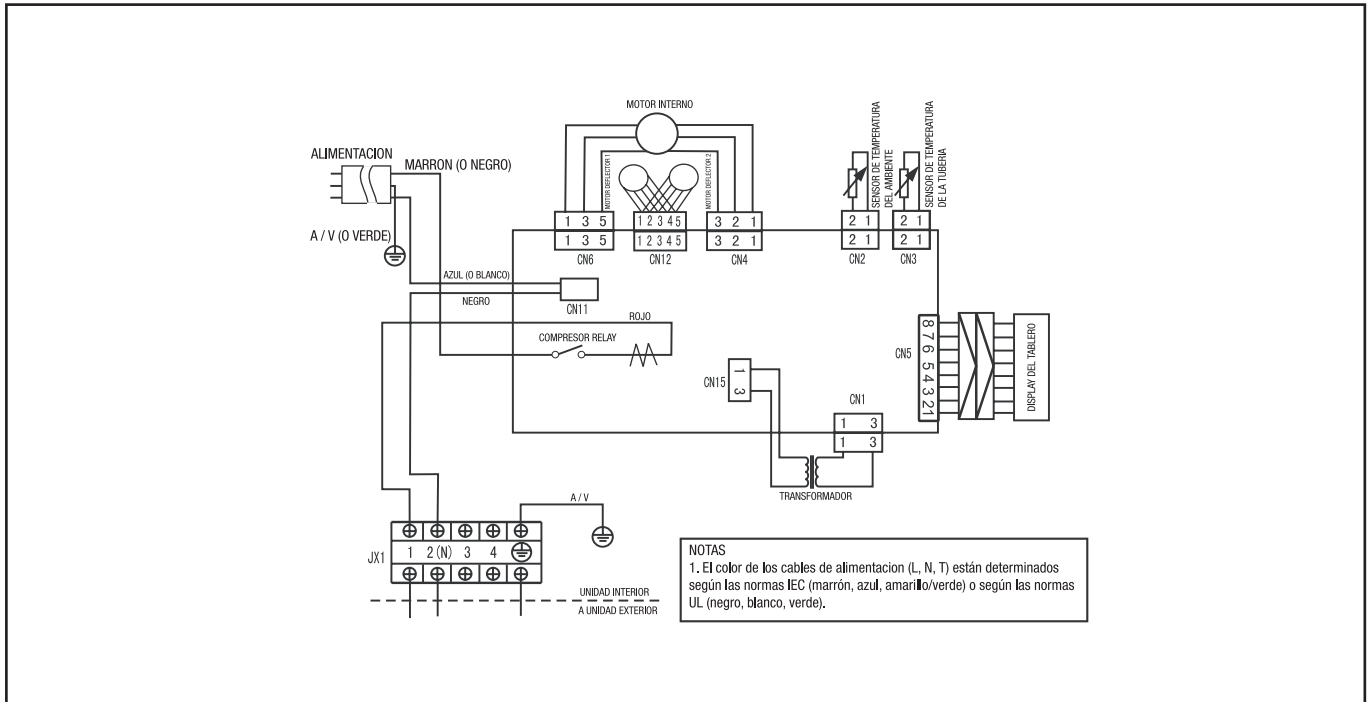 MOTOR INTERNO
ALIMENTACION
MARRON (O NEGRO)
A / V (O VERDE)
MOTOR DEFLECTOR 1
MOTOR DEFLECTOR 2
SENSOR DE TEMPERATURA
DEL AMBIENTE
SENSOR DE TEMPERATURA
DE LA TUBERIA
1 3 5
1 2 3 4 5
3 2 1
2 1
2 1
1 3 5
1 2 3 4 5
3 2 1
2 1
2 1
CN6
CN12
CN4
CN2
CN3
AZUL (O BLANCO)
NEGRO
CN11
ROJO
COMPRESOR RELAY
CN5
8 7 6 5 4 3 2 1
DISPLAY DEL TABLERO
CN15
1 3
CN1
1 3
1 3
TRANSFORMADOR
A / V
JX1
1 2 (N) 3 4
UNIDAD INTERIOR
A UNIDAD EXTERIOR
NOTAS
1. El color de los cables de alimentacion (L, N, T) están determinados
según las normas IEC (marrón, azul, amarillo/verde) o según las normas
UL (negro, blanco, verde).